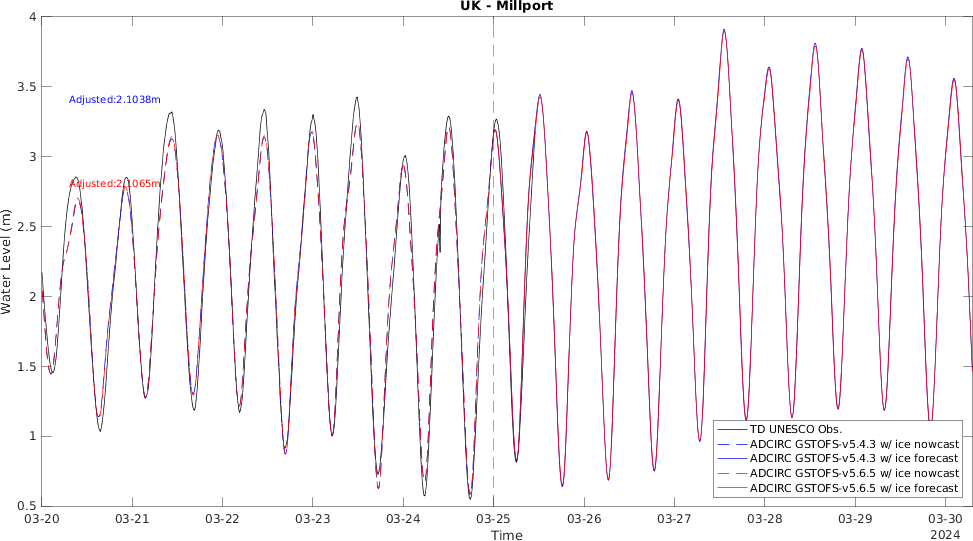 UK - Millport
4
3.5
3
2.5
2
1.5
1
0.5
Water Level (m)
Adjusted:2.1038m
Adjusted:2.1065m
03-20
03-21
03-22
03-23
03-24
03-25
03-26
03-27
03-28
03-29
03-30
2024
Time
TD UNESCO Obs.
ADCIRC GSTOFS-v5.4.3 w/ ice nowcast
ADCIRC GSTOFS-v5.4.3 w/ ice forecast
ADCIRC GSTOFS-v5.6.5 w/ ice nowcast
ADCIRC GSTOFS-v5.6.5 w/ ice forecast